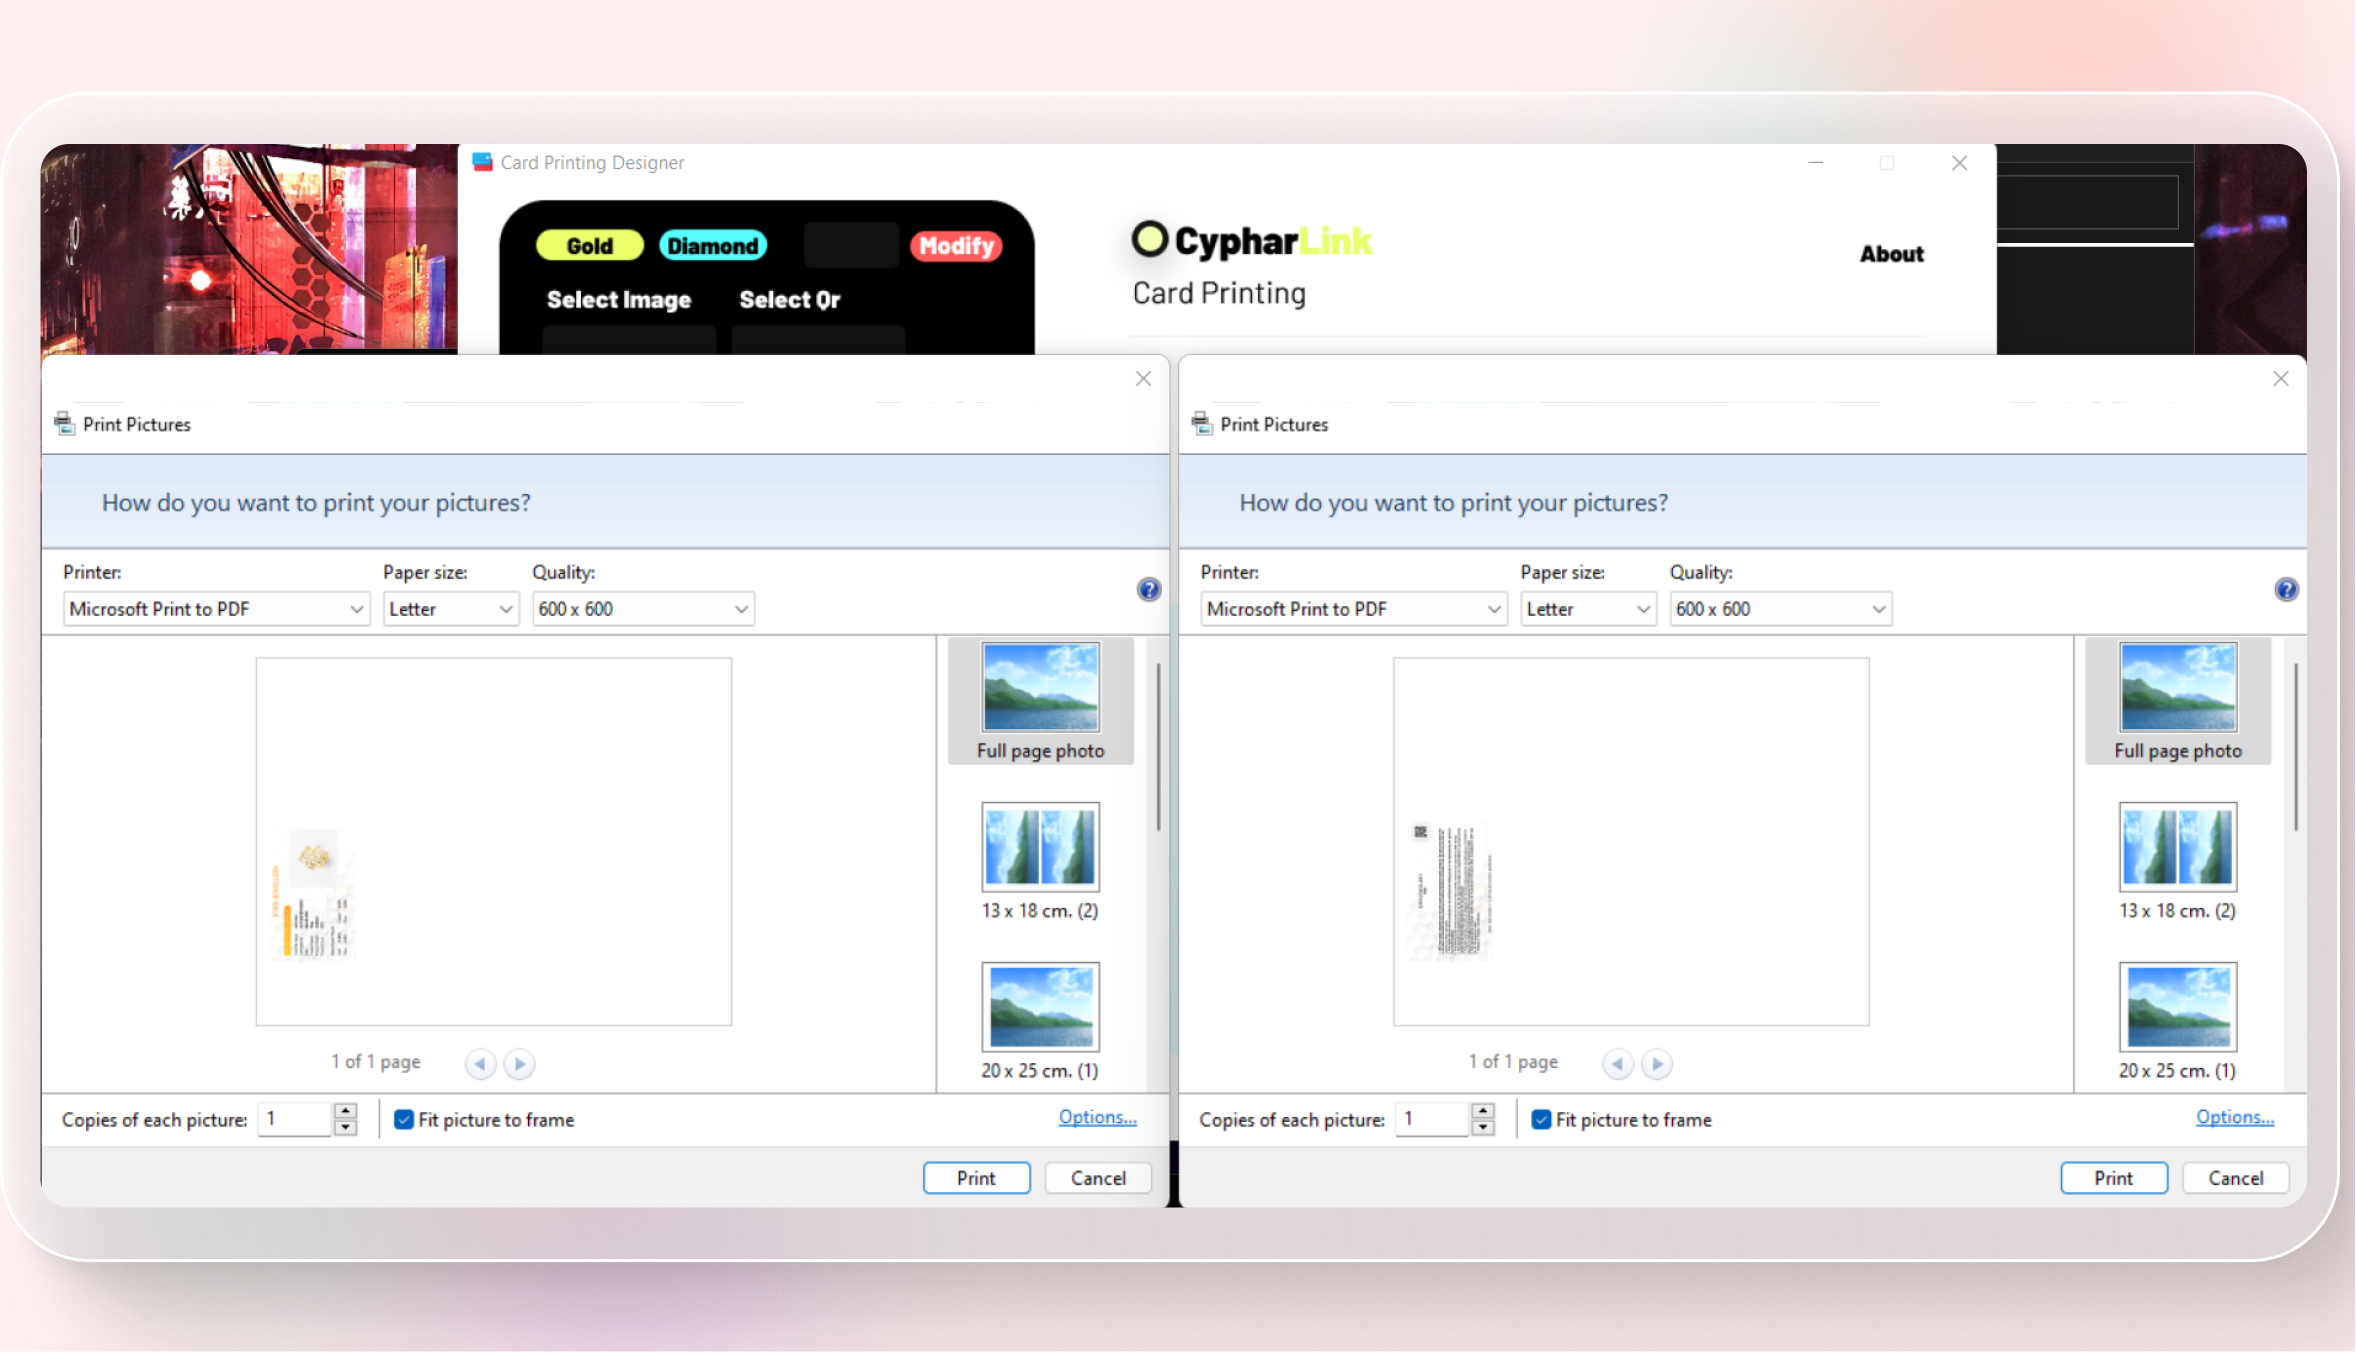 Card Printing Designer
Gold Diamond Modify
Select Image Select Qr
CypharLink
Card Printing
About
Print Pictures
How do you want to print your pictures?
Printer: Paper size: Quality:
Microsoft Print to PDF Letter 600 x 600
Full page photo
13 x 18 cm. (2)
20 x 25 cm. (1)
1 of 1 page
Copies of each picture: 1 Fit picture to frame Options...
Print Cancel
Print Pictures
How do you want to print your pictures?
Printer: Paper size: Quality:
Microsoft Print to PDF Letter 600 x 600
Full page photo
13 x 18 cm. (2)
20 x 25 cm. (1)
1 of 1 page
Copies of each picture: 1 Fit picture to frame Options...
Print Cancel